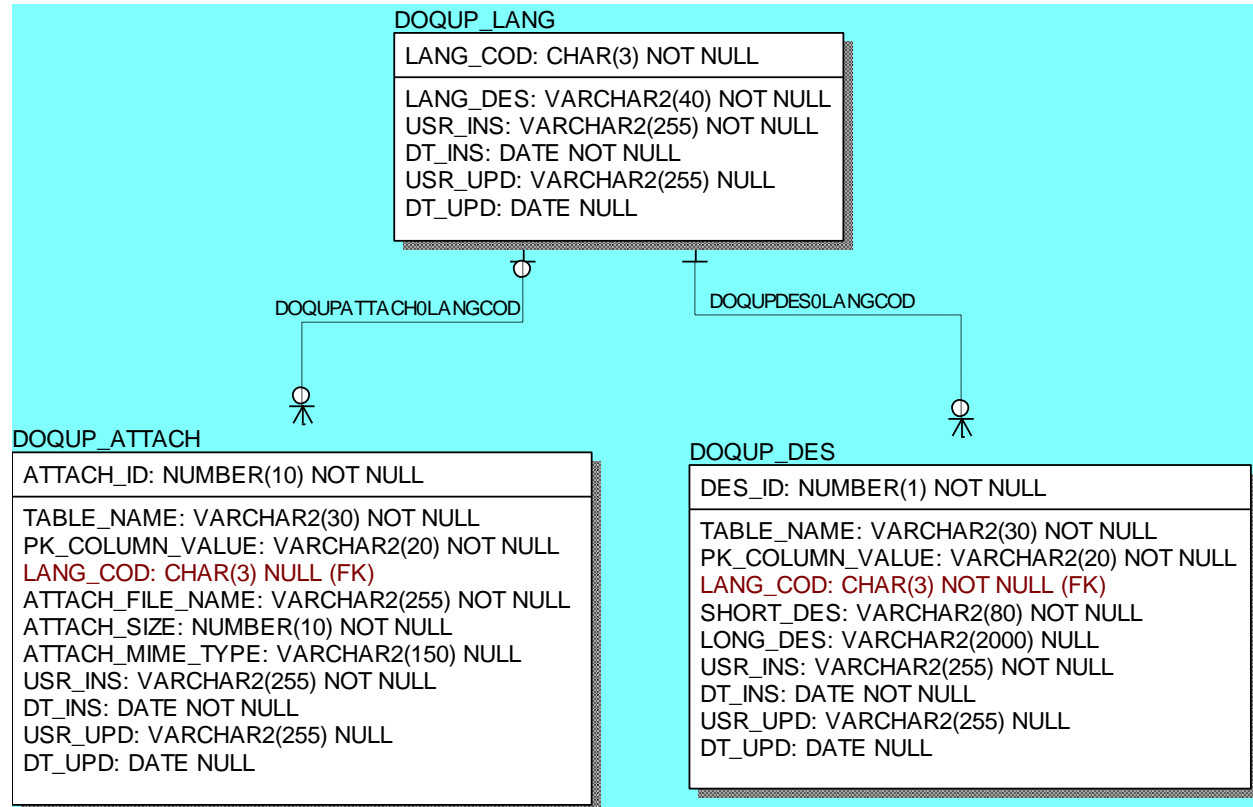 DOQUP_LANG
LANG_COD: CHAR(3) NOT NULL
LANG_DES: VARCHAR2(40) NOT NULL
USR_INS: VARCHAR2(255) NOT NULL
DT_INS: DATE NOT NULL
USR_UPD: VARCHAR2(255) NULL
DT_UPD: DATE NULL
DOQUPATTACH0LANGCOD
DOQUPDES0LANGCOD
DOQUP_ATTACH
ATTACH_ID: NUMBER(10) NOT NULL
TABLE_NAME: VARCHAR2(30) NOT NULL
PK_COLUMN_VALUE: VARCHAR2(20) NOT NULL
LANG_COD: CHAR(3) NULL (FK)
ATTACH_FILE_NAME: VARCHAR2(255) NOT NULL
ATTACH_SIZE: NUMBER(10) NOT NULL
ATTACH_MIME_TYPE: VARCHAR2(150) NULL
USR_INS: VARCHAR2(255) NOT NULL
DT_INS: DATE NOT NULL
USR_UPD: VARCHAR2(255) NULL
DT_UPD: DATE NULL
DOQUP_DES
DES_ID: NUMBER(1) NOT NULL
TABLE_NAME: VARCHAR2(30) NOT NULL
PK_COLUMN_VALUE: VARCHAR2(20) NOT NULL
LANG_COD: CHAR(3) NOT NULL (FK)
SHORT_DES: VARCHAR2(80) NOT NULL
LONG_DES: VARCHAR2(2000) NULL
USR_INS: VARCHAR2(255) NOT NULL
DT_INS: DATE NOT NULL
USR_UPD: VARCHAR2(255) NULL
DT_UPD: DATE NULL